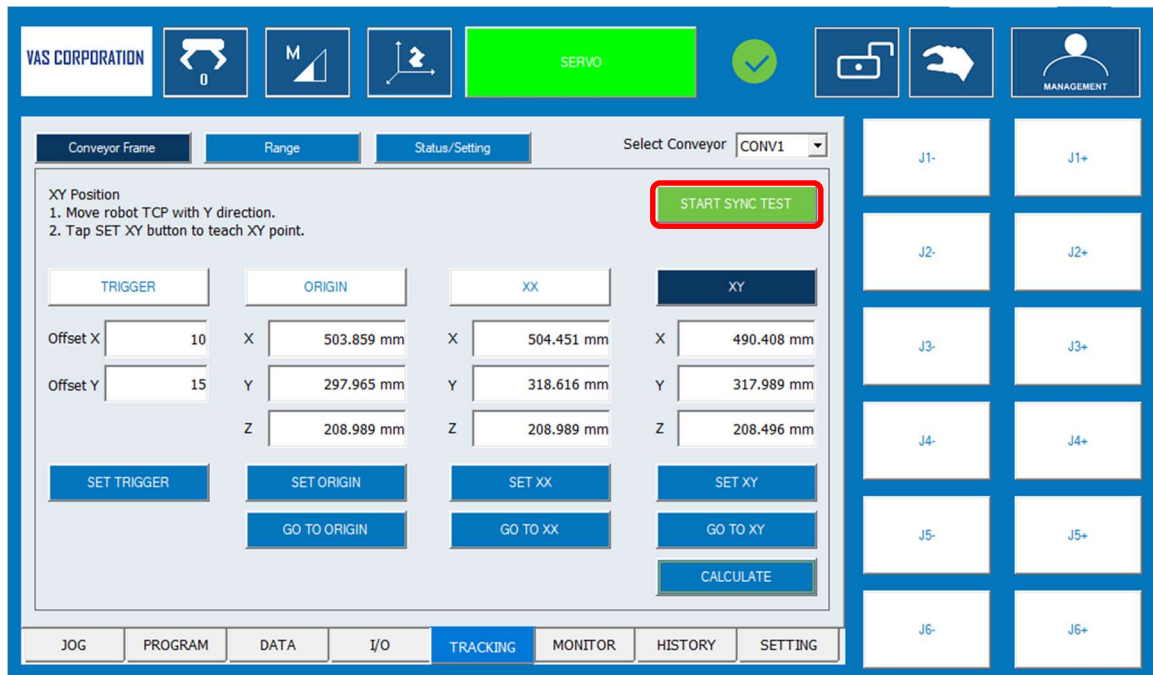 VAS CORPORATION
0
M
2
SERVO
MANAGEMENT
Conveyor Frame
Range
Status/Setting
Select Conveyor
CONV1
XY Position
1. Move robot TCP with Y direction.
2. Tap SET XY button to teach XY point.
START SYNC TEST
TRIGGER
ORIGIN
XX
XY
Offset X
10
X
503.859 mm
X
504.451 mm
X
490.408 mm
Offset Y
15
Y
297.965 mm
Y
318.616 mm
Y
317.989 mm
Z
208.989 mm
Z
208.989 mm
Z
208.496 mm
SET TRIGGER
SET ORIGIN
SET XX
SET XY
GO TO ORIGIN
GO TO XX
GO TO XY
CALCULATE
JOG
PROGRAM
DATA
I/O
TRACKING
MONITOR
HISTORY
SETTING
J1-
J1+
J2-
J2+
J3-
J3+
J4-
J4+
J5-
J5+
J6-
J6+